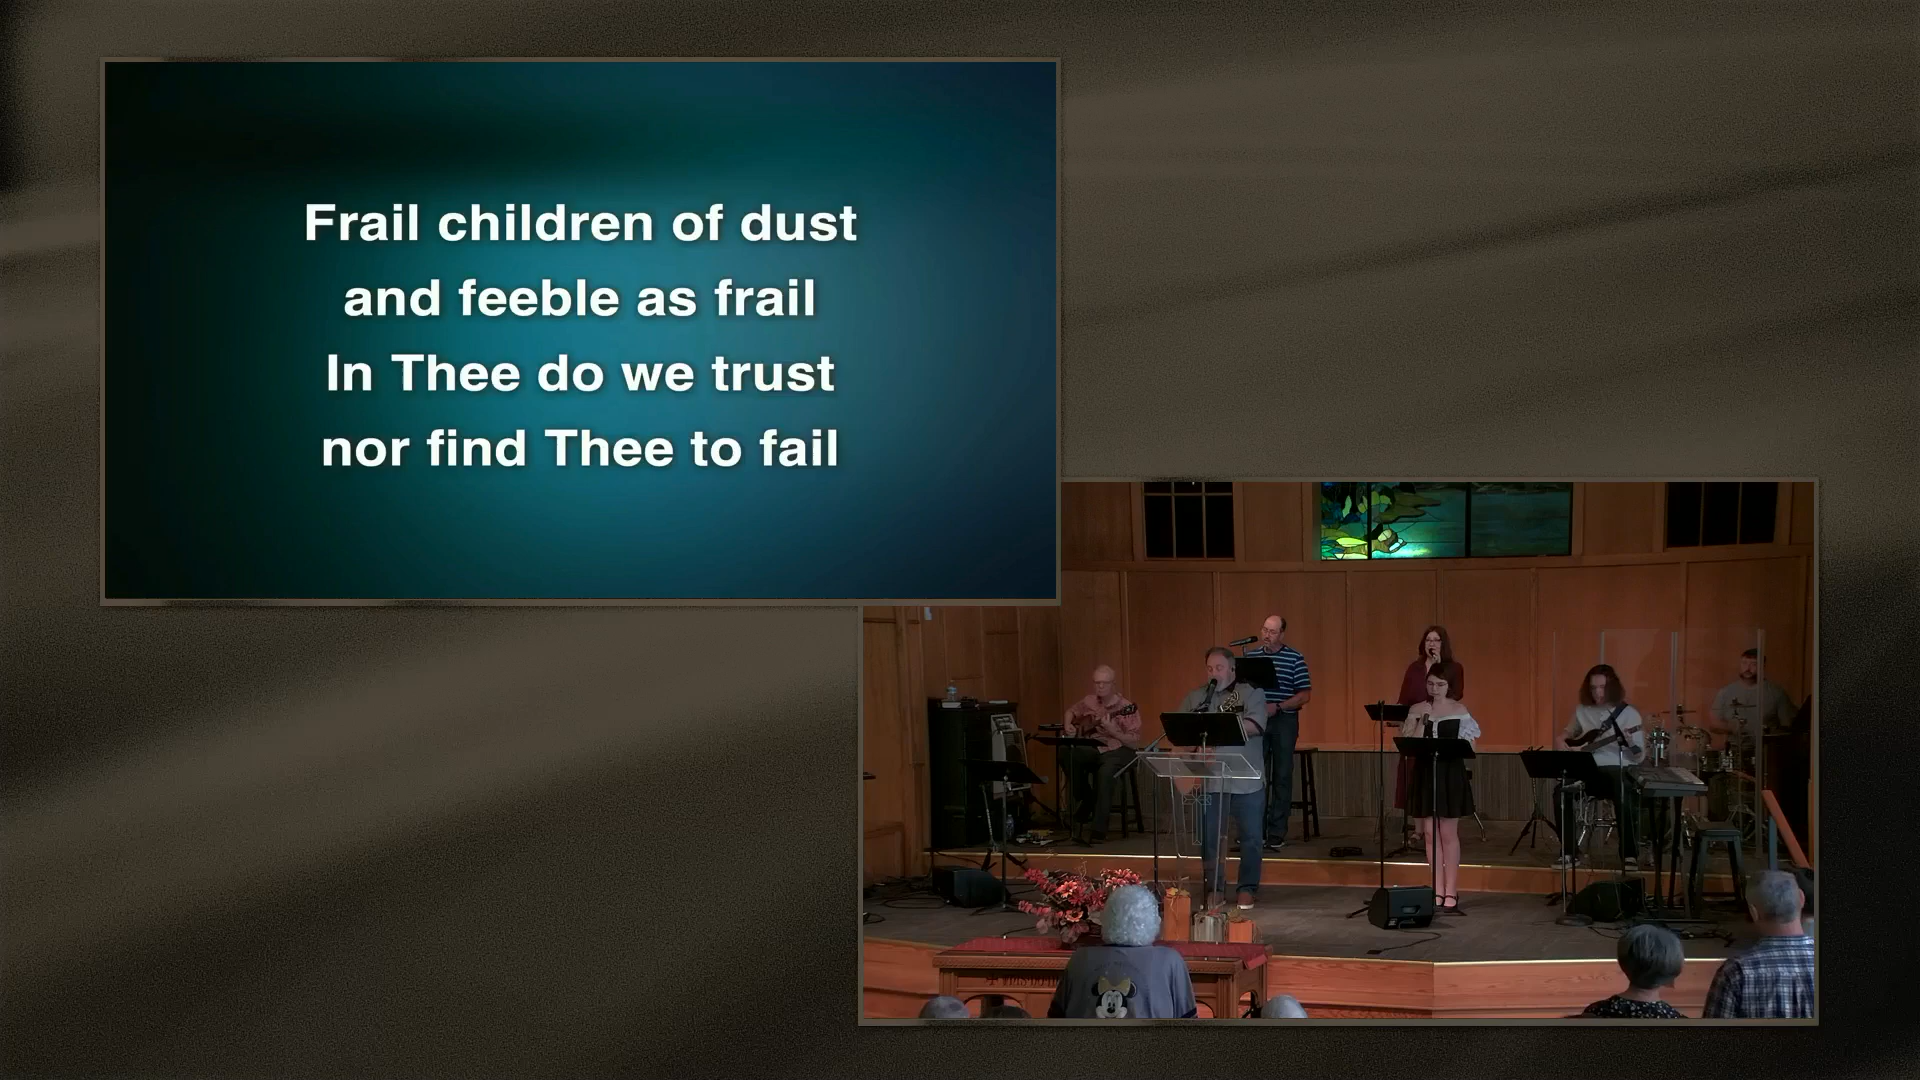 Frail children of dust
and feeble as frail
In Thee do we trust
nor find Thee to fail